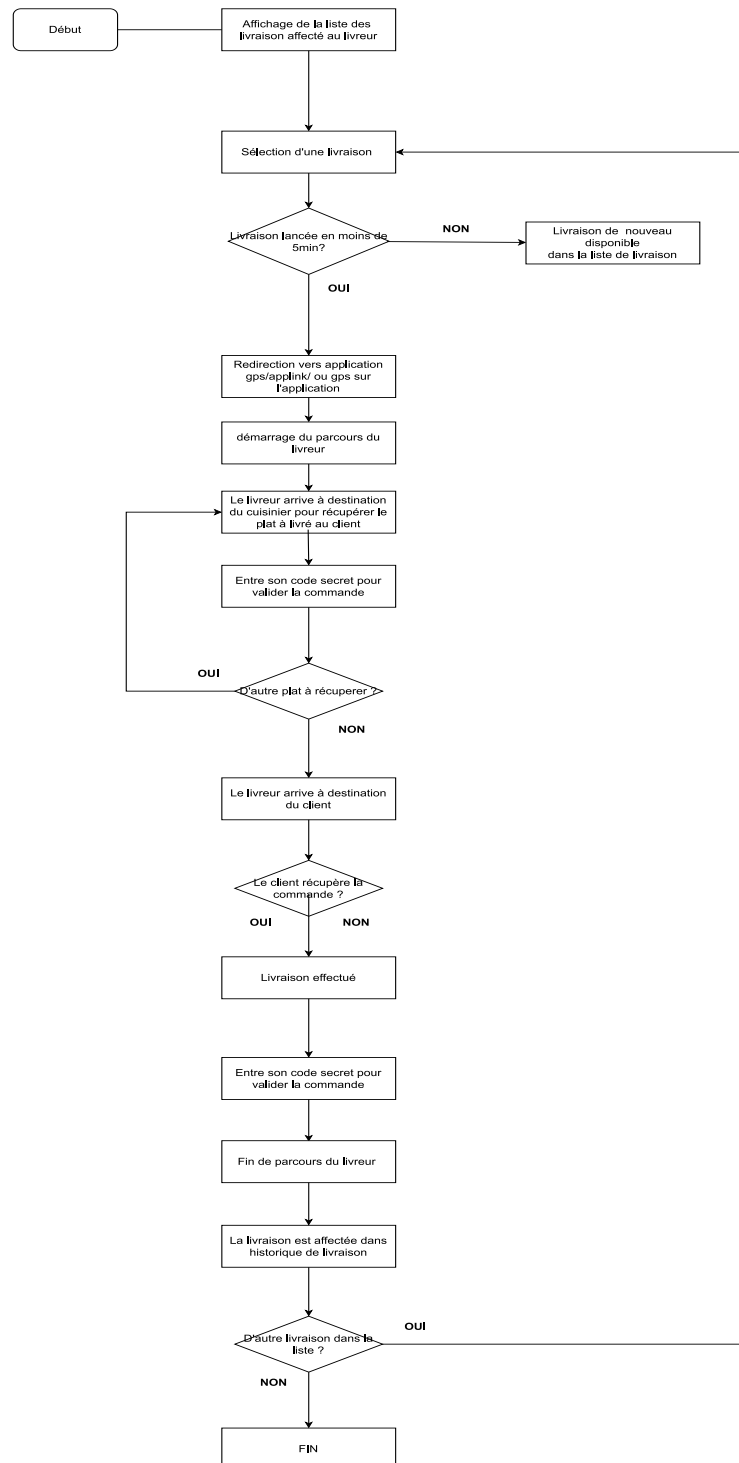 Début
Affichage de la liste des
livraison affecté au livreur
Sélection d'une livraison
Livraison lancée en moins de
5min?
NON
Livraison de nouveau
disponible
dans la liste de livraison
OUI
Redirection vers application
gps/applink/ ou gps sur
l'application
démarrage du parcours du
livreur
Le livreur arrive à destination
du cuisinier pour récupérer le
plat à livré au client
Entre son code secret pour
valider la commande
OUI
D'autre plat à récuperer ?
NON
Le livreur arrive à destination
du client
Le client récupère la
commande ?
OUI
NON
Livraison effectué
Entre son code secret pour
valider la commande
Fin de parcours du livreur
La livraison est affectée dans
historique de livraison
D'autre livraison dans la
liste ?
OUI
NON
FIN